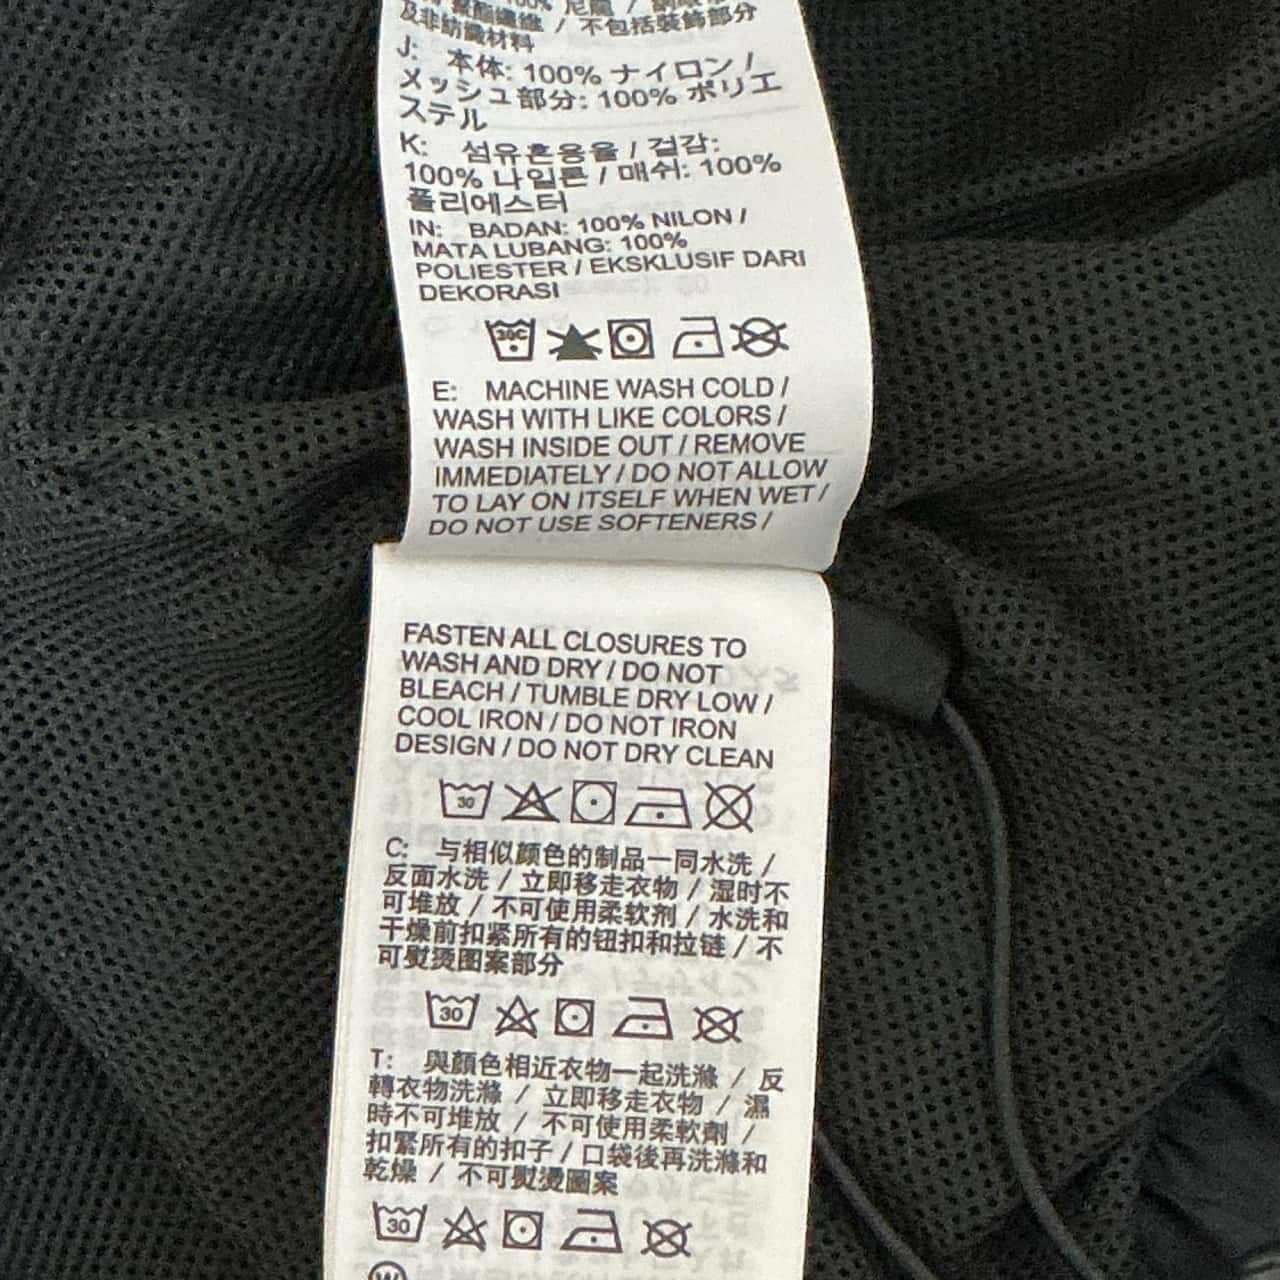 100% 尼龍 /
及非紡織材料 / 不包括裝飾部分
J: 本体: 100% ナイロン /
メッシュ部分: 100% ポリエ
ステル
K: 섬유혼용율 / 겉감:
100% 나일론 / 매쉬: 100%
폴리에스터
IN: BADAN: 100% NILON /
MATA LUBANG: 100%
POLIESTER / EKSKLUSIF DARI
DEKORASI
30C
E: MACHINE WASH COLD /
WASH WITH LIKE COLORS /
WASH INSIDE OUT / REMOVE
IMMEDIATELY / DO NOT ALLOW
TO LAY ON ITSELF WHEN WET /
DO NOT USE SOFTENERS /
FASTEN ALL CLOSURES TO
WASH AND DRY / DO NOT
BLEACH / TUMBLE DRY LOW /
COOL IRON / DO NOT IRON
DESIGN / DO NOT DRY CLEAN
30
C: 与相似颜色的制品一同水洗 /
反面水洗 / 立即移走衣物 / 湿时不
可堆放 / 不可使用柔软剂 / 水洗和
干燥前扣紧所有的钮扣和拉链 / 不
可熨烫图案部分
30
T: 與顏色相近衣物一起洗滌 / 反
轉衣物洗滌 / 立即移走衣物 / 濕
時不可堆放 / 不可使用柔軟劑 /
扣緊所有的扣子 / 口袋後再洗滌和
乾燥 / 不可熨燙圖案
30
W